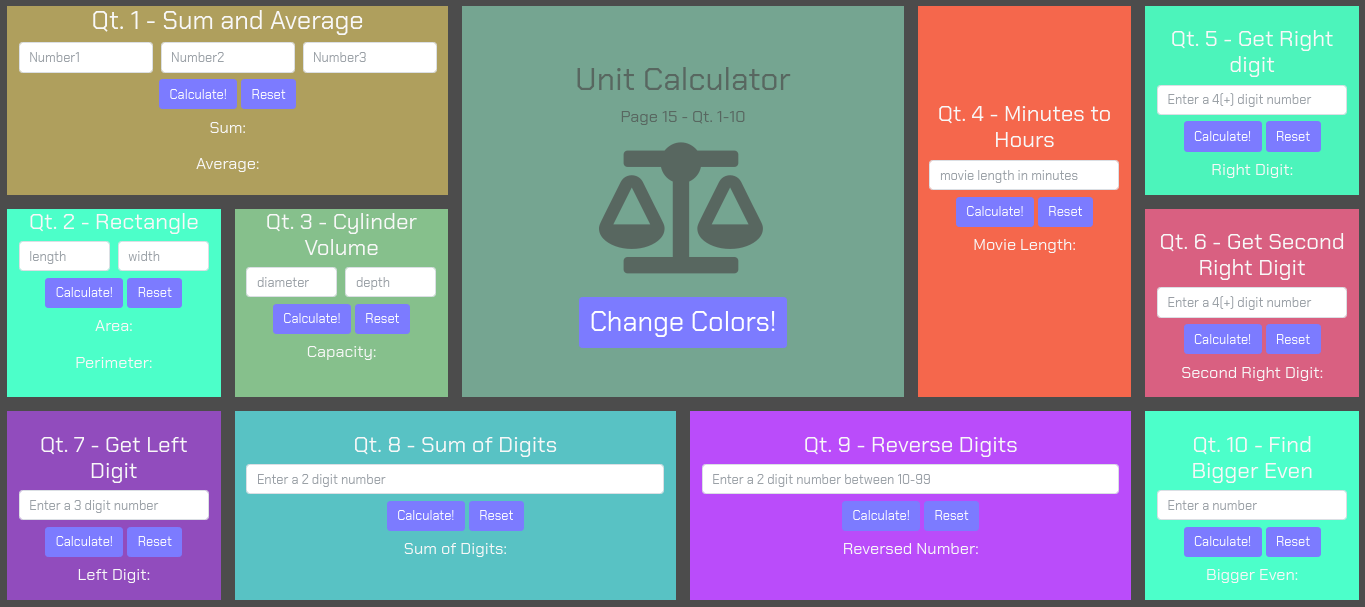 Qt. 1 - Sum and Average
Number1
Number2
Number3
Calculate!
Reset
Sum:
Average:
Qt. 2 - Rectangle
length
width
Calculate!
Reset
Area:
Perimeter:
Qt. 3 - Cylinder
Volume
diameter
depth
Calculate!
Reset
Capacity:
Unit Calculator
Page 15 - Qt. 1-10
Change Colors!
Qt. 4 - Minutes to
Hours
movie length in minutes
Calculate!
Reset
Movie Length:
Qt. 5 - Get Right
digit
Enter a 4(+) digit number
Calculate!
Reset
Right Digit:
Qt. 6 - Get Second
Right Digit
Enter a 4(+) digit number
Calculate!
Reset
Second Right Digit:
Qt. 7 - Get Left
Digit
Enter a 3 digit number
Calculate!
Reset
Left Digit:
Qt. 8 - Sum of Digits
Enter a 2 digit number
Calculate!
Reset
Sum of Digits:
Qt. 9 - Reverse Digits
Enter a 2 digit number between 10-99
Calculate!
Reset
Reversed Number:
Qt. 10 - Find
Bigger Even
Enter a number
Calculate!
Reset
Bigger Even: